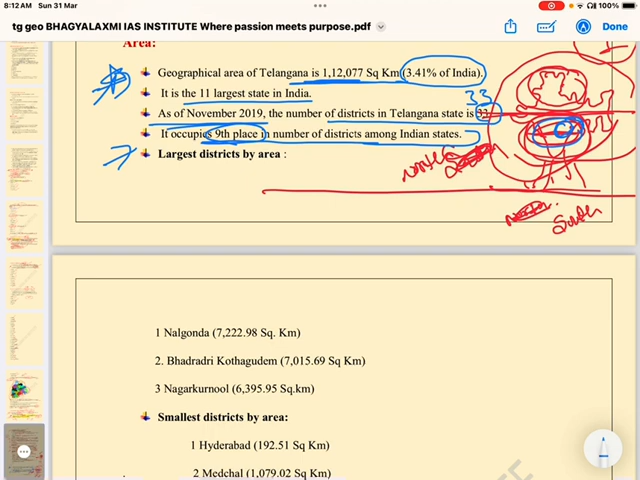 8:12 AM Sun 31 Mar
100%
tg geo BHAGYALAXMI IAS INSTITUTE Where passion meets purpose.pdf
Done
Area:
Geographical area of Telangana is 1,12,077 Sq Km (3.41% of India).
It is the 11 largest state in India.
33
As of November 2019, the number of districts in Telangana state is 33
It occupies 9th place in number of districts among Indian states.
Largest districts by area :
South
1 Nalgonda (7,222.98 Sq. Km)
2. Bhadradri Kothagudem (7,015.69 Sq Km)
3 Nagarkurnool (6,395.95 Sq.km)
Smallest districts by area:
1 Hyderabad (192.51 Sq Km)
2 Medchal (1,079.02 Sq Km)